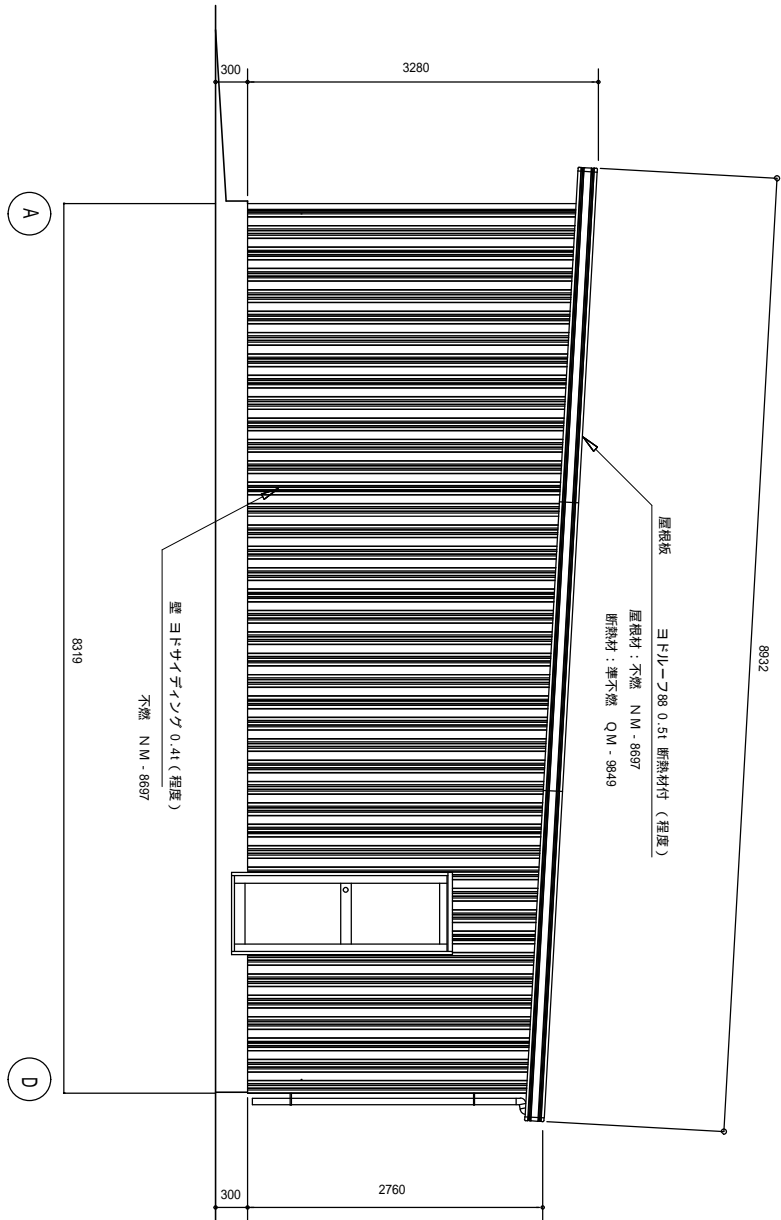 8932
3280
300
屋根板 ヨドルーフ88 0.5t 断熱材付 (程度)
屋根材:不燃 NM-8697
断熱材:準不燃 QM-9849
2760
300
壁 ヨドサイディング 0.4t(程度)
不燃 NM-8697
8319
A
D